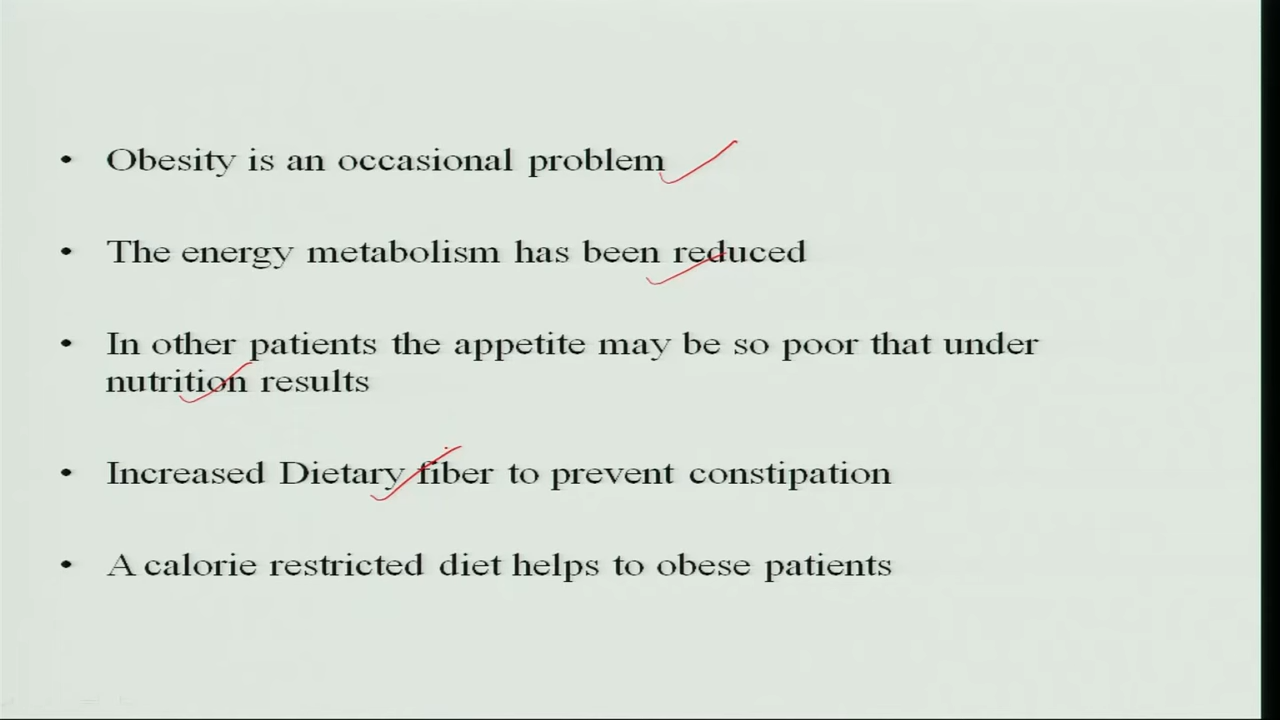 • Obesity is an occasional problem
• The energy metabolism has been reduced
• In other patients the appetite may be so poor that under
nutrition results
• Increased Dietary fiber to prevent constipation
• A calorie restricted diet helps to obese patients